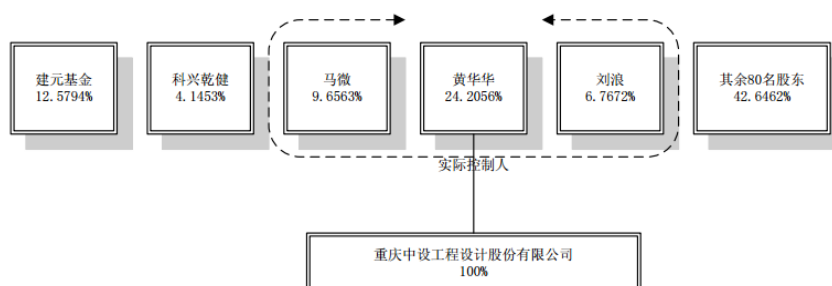 建元基金
12.5794%
科兴乾健
4.1453%
马微
9.6563%
黄华华
24.2056%
刘浪
6.7672%
其余80名股东
42.6462%
实际控制人
重庆中设工程设计股份有限公司
100%